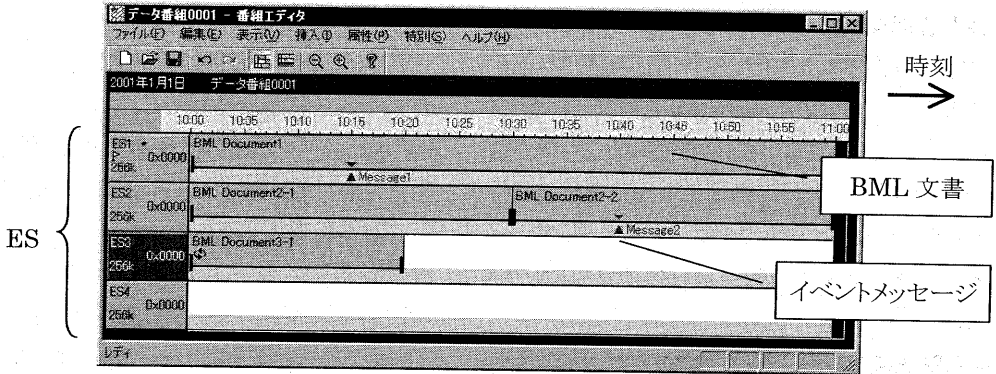 データ番組0001 - 番組エディタ
ファイル(F) 編集(E) 表示(V) 挿入(I) 属性(P) 特別(S) ヘルプ(H)
2001年1月1日 データ番組0001
時刻
10:00 10:05 10:10 10:15 10:20 10:25 10:30 10:35 10:40 10:45 10:50 10:55 11:00
ES
ES1 0x0000 256k
BML Document1
Message1
BML 文書
ES2 0x0000 256k
BML Document2-1
BML Document2-2
Message2
ES3 0x0000 256k
BML Document3-1
イベントメッセージ
ES4 0x0000 256k
レディ